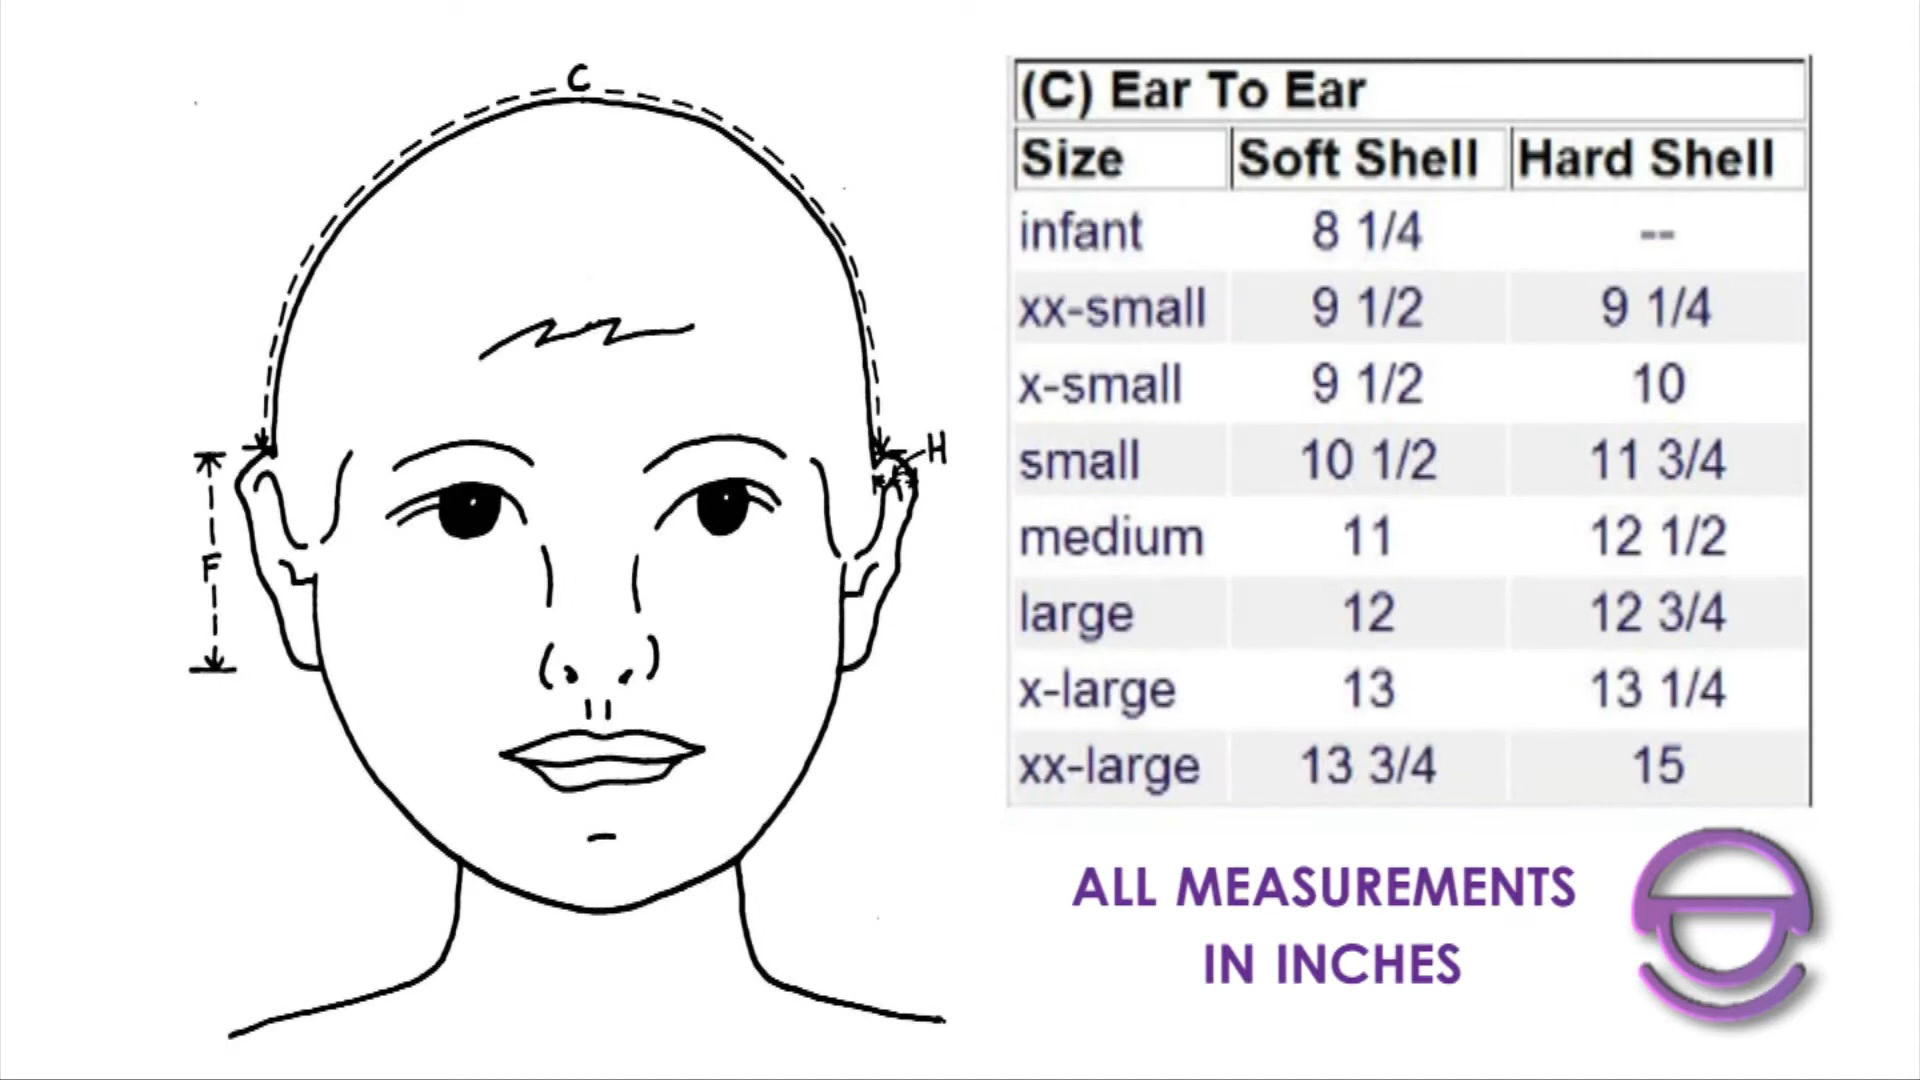 C
H
F
(C) Ear To Ear
Size Soft Shell Hard Shell
infant 8 1/4 --
xx-small 9 1/2 9 1/4
x-small 9 1/2 10
small 10 1/2 11 3/4
medium 11 12 1/2
large 12 12 3/4
x-large 13 13 1/4
xx-large 13 3/4 15
ALL MEASUREMENTS
IN INCHES